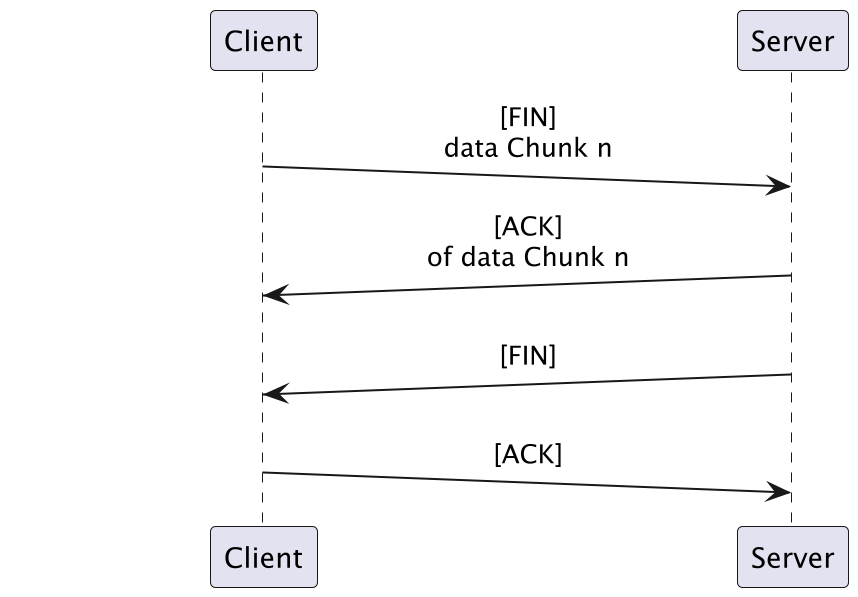 Client
Server
[FIN]
data Chunk n
[ACK]
of data Chunk n
[FIN]
[ACK]
Client
Server